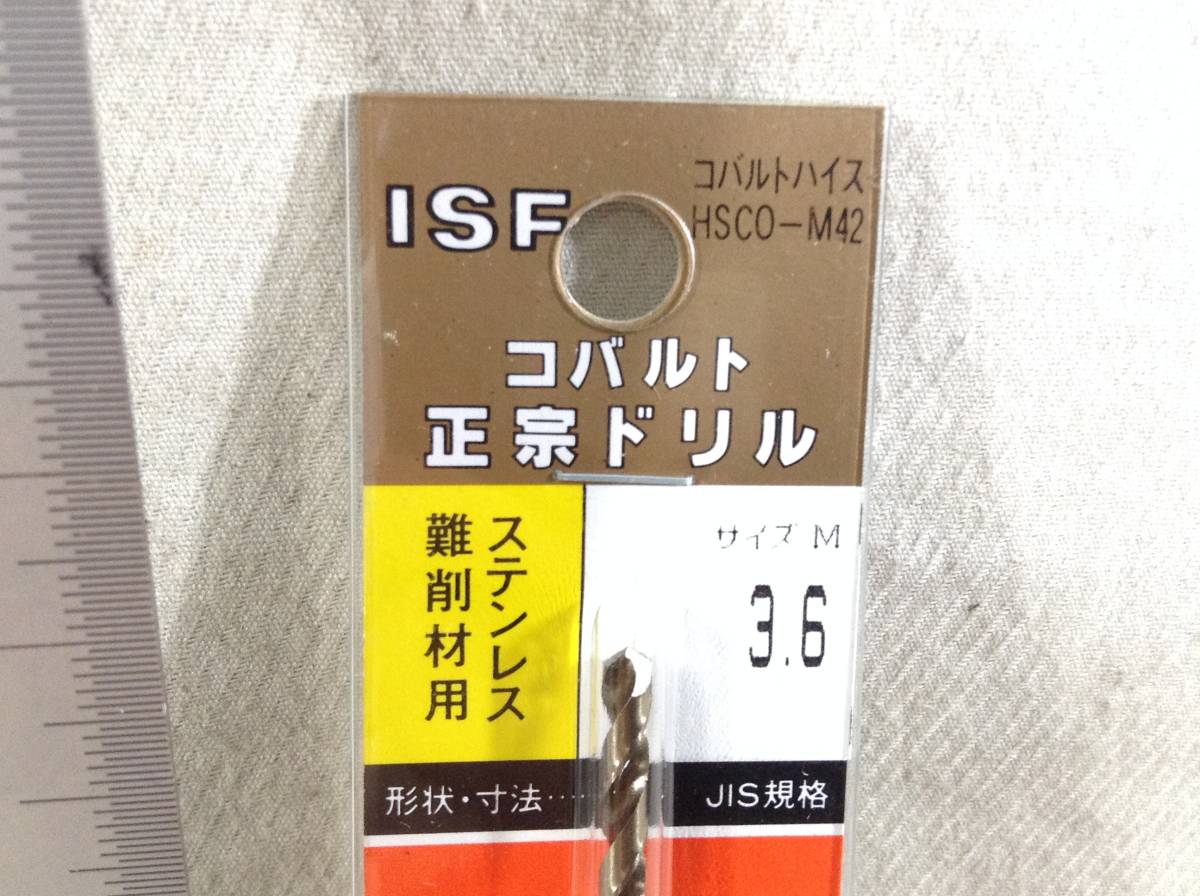 ISF
コバルトハイス
HSCO-M42
コバルト
正宗ドリル
ステンレス
難削材用
サイズ M
3.6
形状・寸法……JIS規格